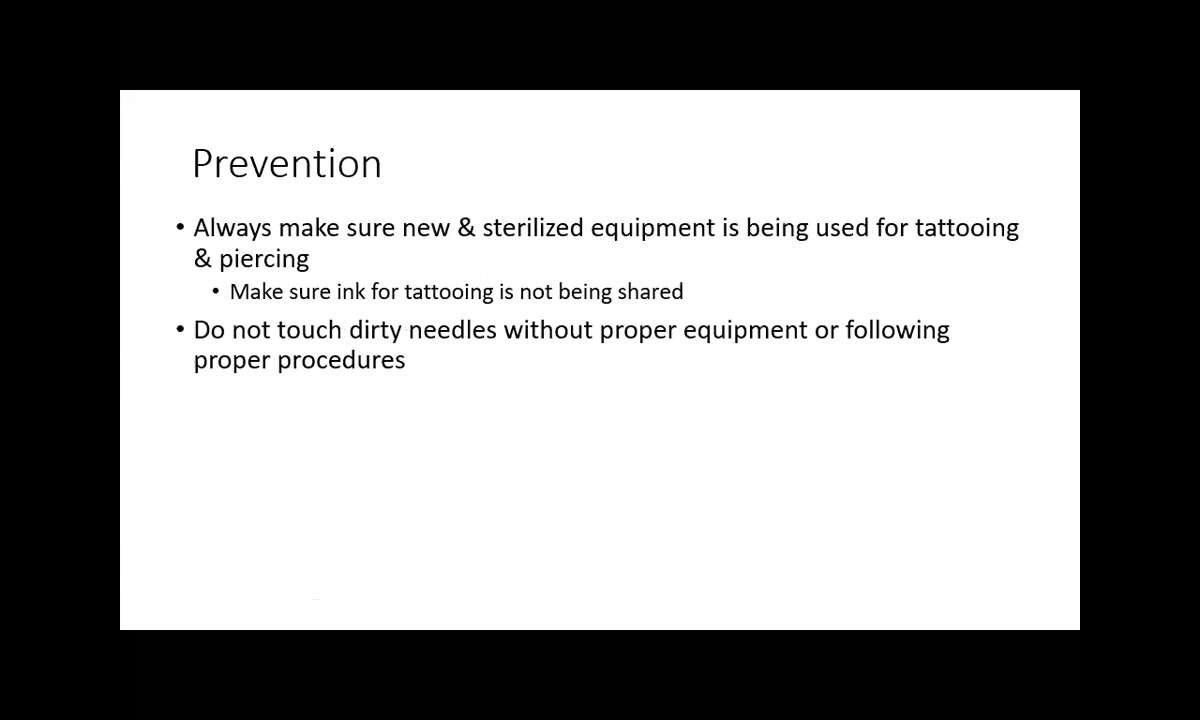 Prevention
• Always make sure new & sterilized equipment is being used for tattooing
& piercing
• Make sure ink for tattooing is not being shared
• Do not touch dirty needles without proper equipment or following
proper procedures